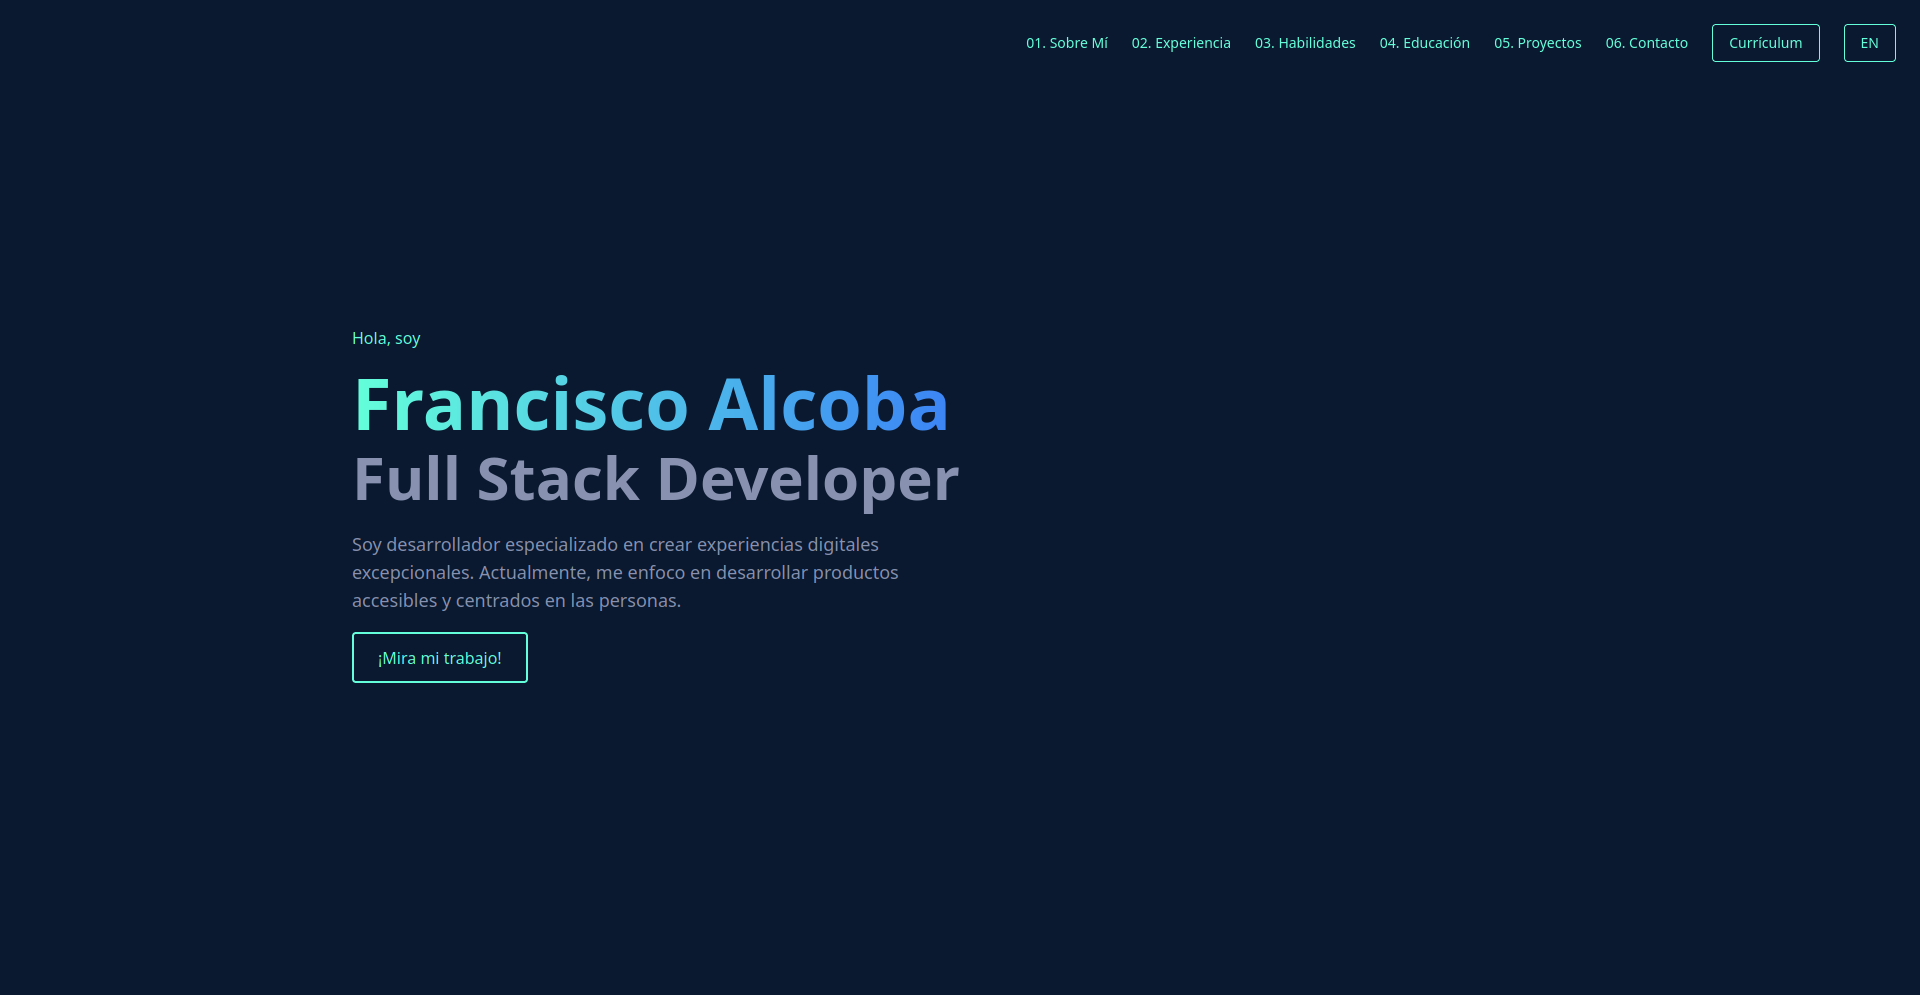 01. Sobre Mí 02. Experiencia 03. Habilidades 04. Educación 05. Proyectos 06. Contacto Currículum EN
Hola, soy
Francisco Alcoba
Full Stack Developer
Soy desarrollador especializado en crear experiencias digitales
excepcionales. Actualmente, me enfoco en desarrollar productos
accesibles y centrados en las personas.
¡Mira mi trabajo!